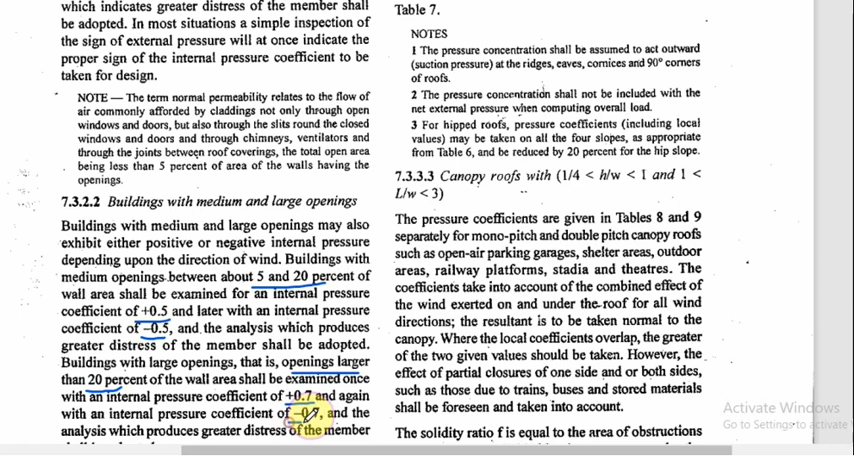 which indicates greater distress of the member shall
be adopted. In most situations a simple inspection of
the sign of external pressure will at once indicate the
proper sign of the internal pressure coefficient to be
taken for design.
NOTE — The term normal permeability relates to the flow of
air commonly afforded by claddings not only through open
windows and doors, but also through the slits round the closed
windows and doors and through chimneys, ventilators and
through the joints between roof coverings, the total open area
being less than 5 percent of area of the walls having the
openings.
7.3.2.2 Buildings with medium and large openings
Buildings with medium and large openings may also
exhibit either positive or negative internal pressure
depending upon the direction of wind. Buildings with
medium openings between about 5 and 20 percent of
wall area shall be examined for an internal pressure
coefficient of +0.5 and later with an internal pressure
coefficient of –0.5, and the analysis which produces
greater distress of the member shall be adopted.
Buildings with large openings, that is, openings larger
than 20 percent of the wall area shall be examined once
with an internal pressure coefficient of +0.7 and again
with an internal pressure coefficient of –0.7, and the
analysis which produces greater distress of the member
Table 7.
NOTES
1 The pressure concentration shall be assumed to act outward
(suction pressure) at the ridges, eaves, cornices and 90° corners
of roofs.
2 The pressure concentration shall not be included with the
net external pressure when computing overall load.
3 For hipped roofs, pressure coefficients (including local
values) may be taken on all the four slopes, as appropriate
from Table 6, and be reduced by 20 percent for the hip slope.
7.3.3.3 Canopy roofs with (1/4 < h/w < 1 and 1 <
L/w < 3)
The pressure coefficients are given in Tables 8 and 9
separately for mono-pitch and double pitch canopy roofs
such as open-air parking garages, shelter areas, outdoor
areas, railway platforms, stadia and theatres. The
coefficients take into account of the combined effect of
the wind exerted on and under the roof for all wind
directions; the resultant is to be taken normal to the
canopy. Where the local coefficients overlap, the greater
of the two given values should be taken. However, the
effect of partial closures of one side and or both sides,
such as those due to trains, buses and stored materials
shall be foreseen and taken into account.
The solidity ratio f is equal to the area of obstructions
Activate Windows
Go to Settings to activate